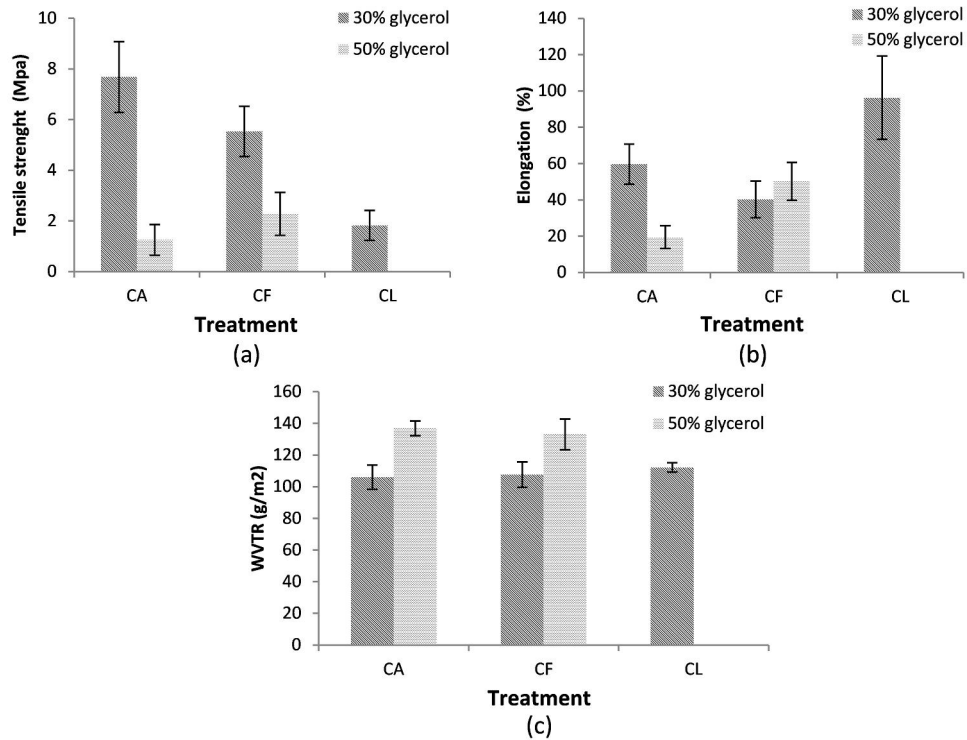 10
8
6
4
2
0
Tensile strenght (Mpa)
30% glycerol
50% glycerol
CA CF CL
Treatment
(a)
140
120
100
80
60
40
20
0
Elongation (%)
30% glycerol
50% glycerol
CA CF CL
Treatment
(b)
160
140
120
100
80
60
40
20
0
WVTR (g/m2)
30% glycerol
50% glycerol
CA CF CL
Treatment
(c)